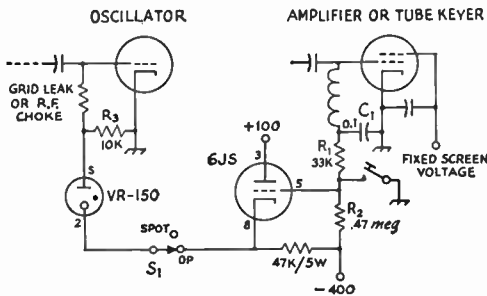 OSCILLATOR
AMPLIFIER OR TUBE KEYER
GRID LEAK
OR R.F.
CHOKE
R3
10K
+100
0.1
C1
R1
33K
FIXED SCREEN
VOLTAGE
6J5
3
5
8
5
VR-150
2
SPOT
OP
S1
47K/5W
R2
.47 meg
-400